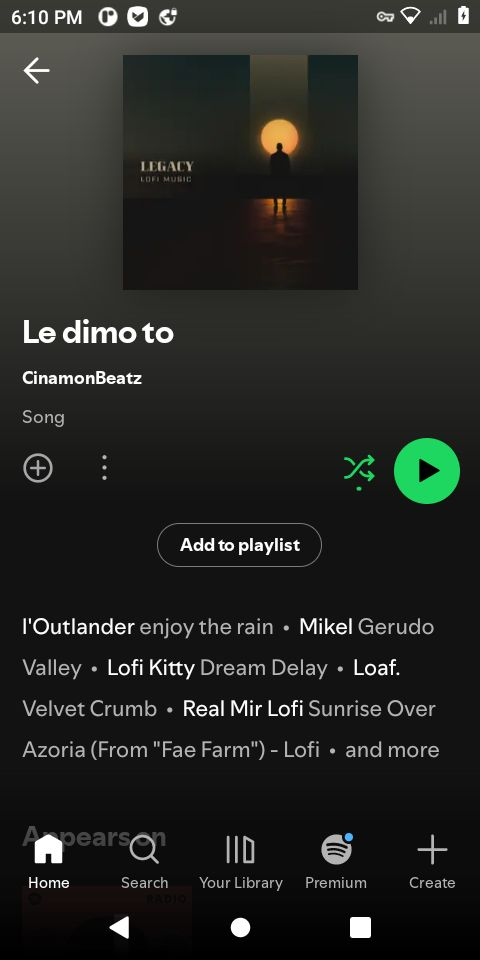 6:10 PM
LEGACY
LOFI MUSIC
Le dimo to
CinamonBeatz
Song
Add to playlist
l'Outlander enjoy the rain • Mikel Gerudo
Valley • Lofi Kitty Dream Delay • Loaf.
Velvet Crumb • Real Mir Lofi Sunrise Over
Azoria (From "Fae Farm") - Lofi • and more
Appears on
RADIO
Home Search Your Library Premium Create